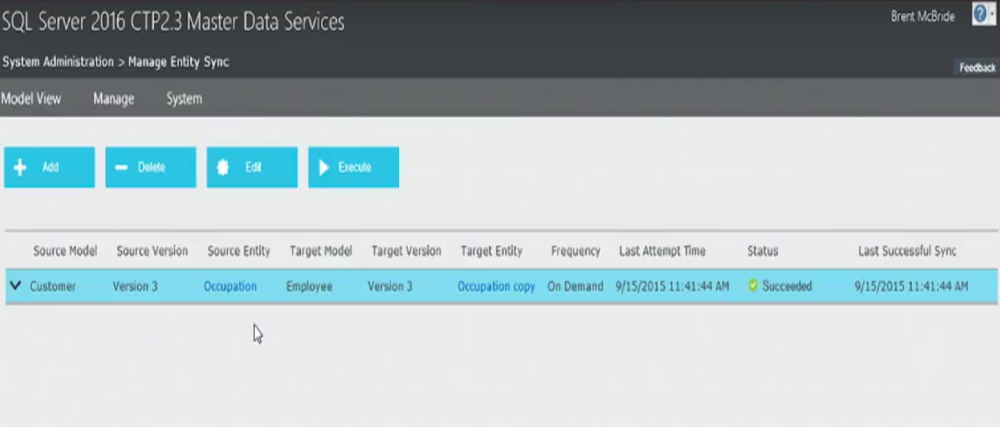 SQL Server 2016 CTP2.3 Master Data Services
Brent McBride
?
System Administration > Manage Entity Sync
Feedback
Model View Manage System
Add Delete Edit Execute
Source Model Source Version Source Entity Target Model Target Version Target Entity Frequency Last Attempt Time Status Last Successful Sync
Customer Version 3 Occupation Employee Version 3 Occupation copy On Demand 9/15/2015 11:41:44 AM Succeeded 9/15/2015 11:41:44 AM